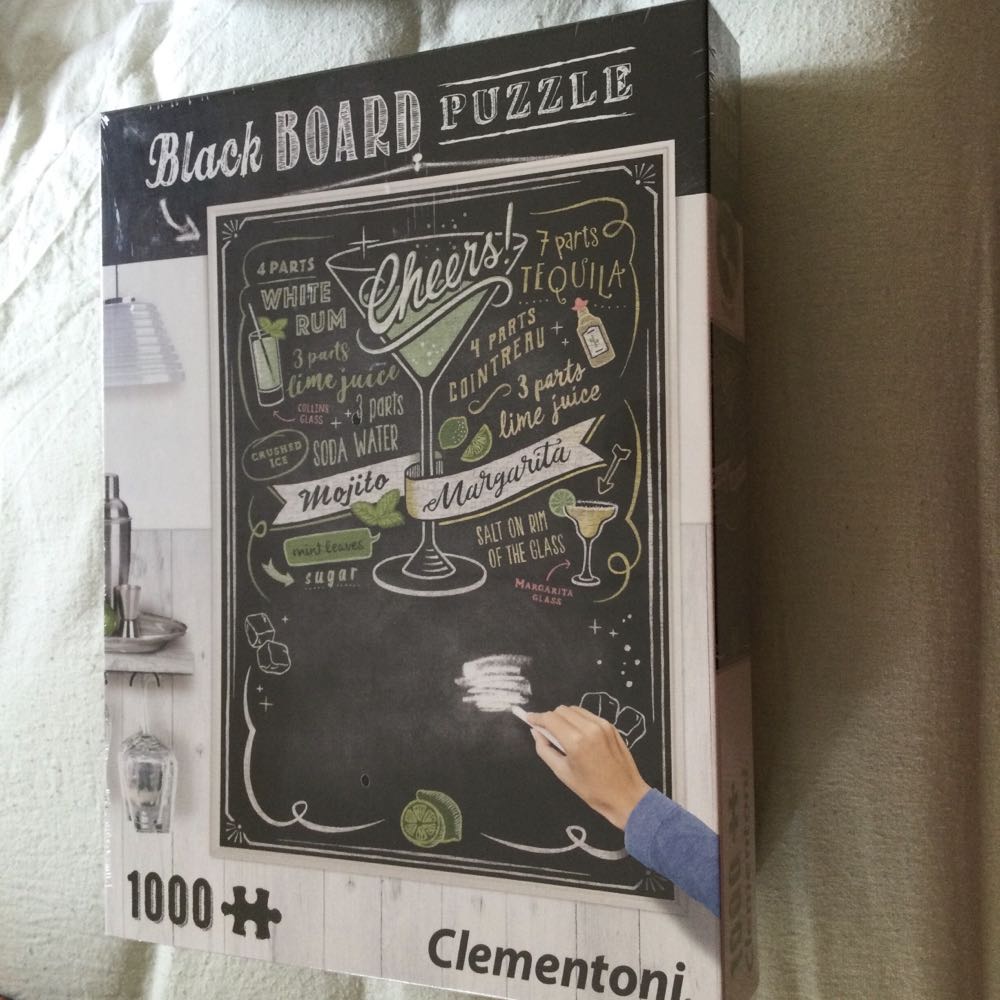 Black BOARD PUZZLE
Cheers!
4 PARTS
WHITE
RUM
3 parts
lime juice
COLLINS
GLASS
+3 parts
SODA WATER
CRUSHED
ICE
Mojito
mint leaves
sugar
7 parts
TEQUILA
4 PARTS
COINTREAU
+
3 parts
lime juice
Margarita
SALT ON RIM
OF THE GLASS
MARGARITA
GLASS
1000
Clementoni